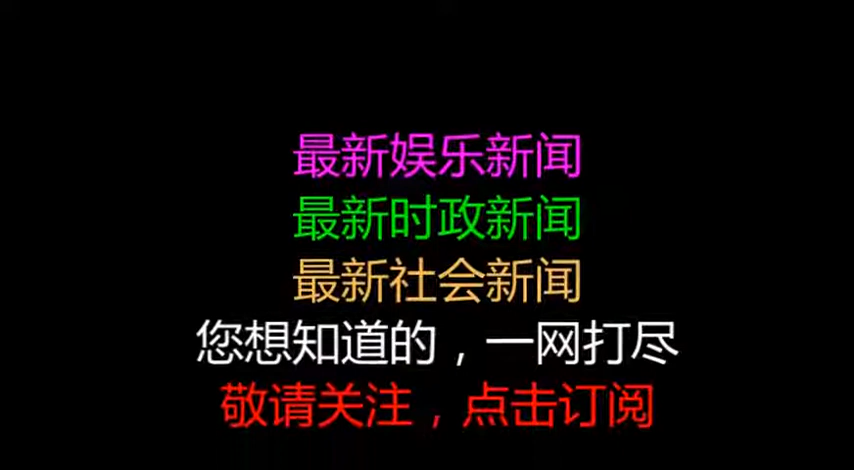 最新娱乐新闻
最新时政新闻
最新社会新闻
您想知道的，一网打尽
敬请关注，点击订阅